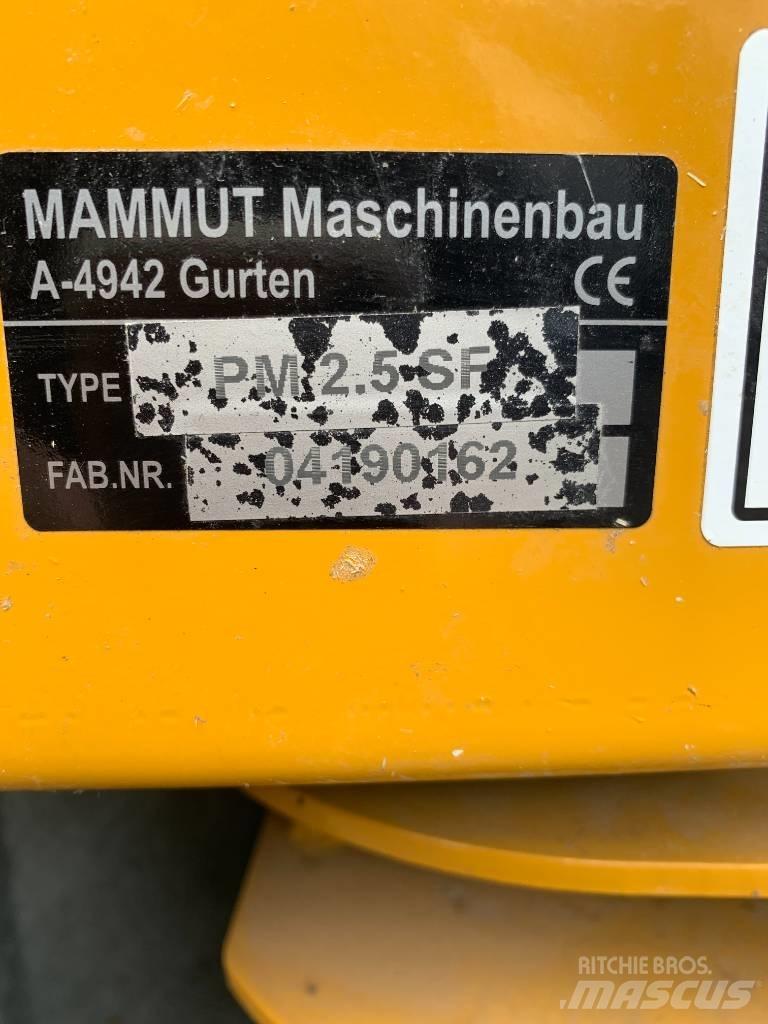 MAMMUT Maschinenbau
A-4942 Gurten CE
TYPE PM 2.5 SF
FAB.NR. 04190162
RITCHIE BROS.
MASCUS